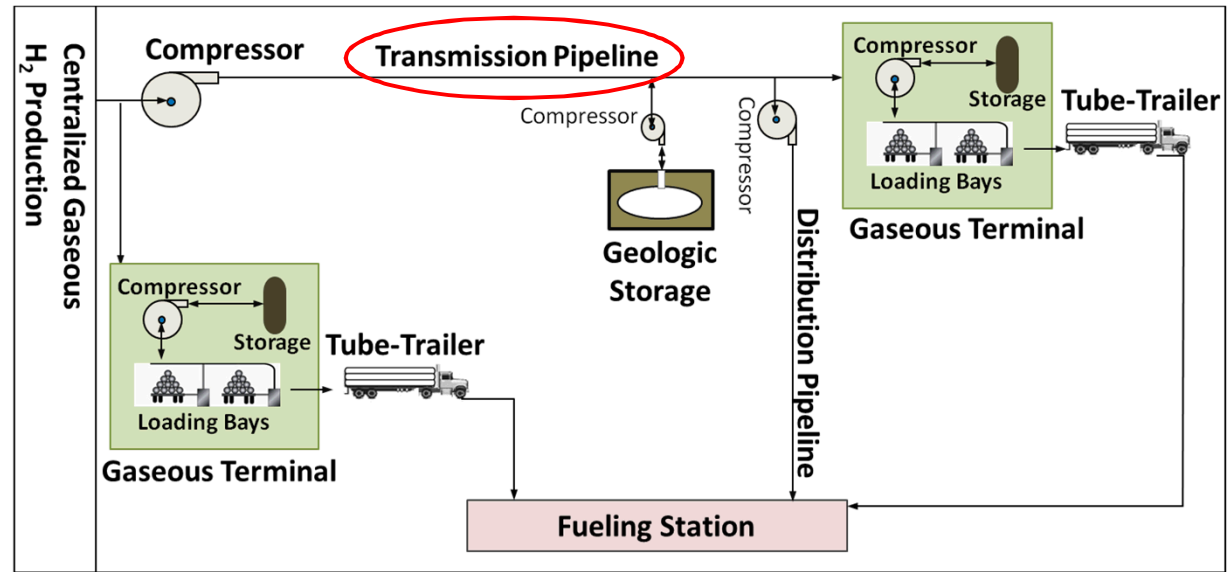 Centralized Gaseous
H2 Production
Compressor
Transmission Pipeline
Compressor
Compressor
Geologic
Storage
Distribution Pipeline
Compressor
Storage
Loading Bays
Gaseous Terminal
Tube-Trailer
Compressor
Storage
Loading Bays
Gaseous Terminal
Tube-Trailer
Fueling Station